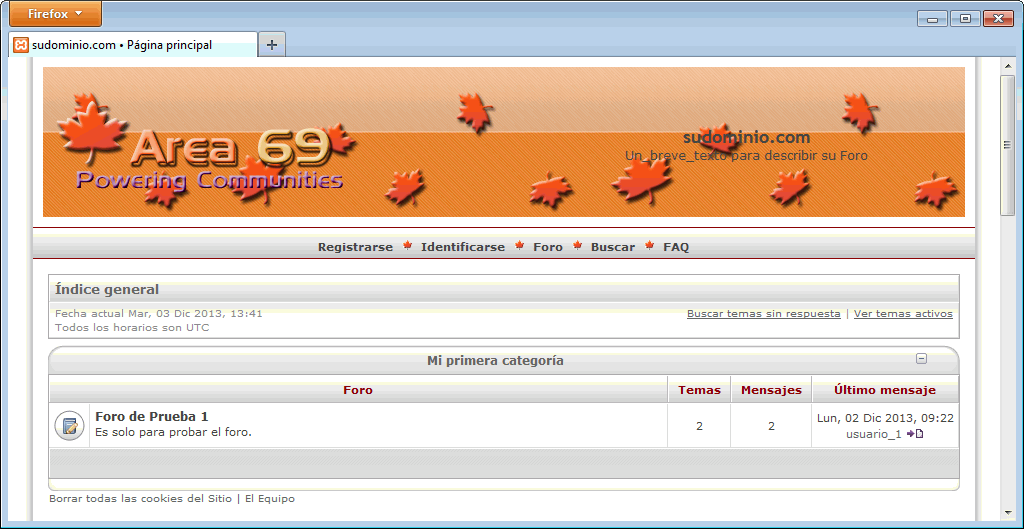 Firefox
sudominio.com • Página principal
Area 69
Powering Communities
sudominio.com
Un_breve_texto para describir su Foro
Registrarse Identificarse Foro Buscar FAQ
Índice general
Fecha actual Mar, 03 Dic 2013, 13:41
Buscar temas sin respuesta | Ver temas activos
Todos los horarios son UTC
Mi primera categoría
Foro Temas Mensajes Último mensaje
Foro de Prueba 1
Es solo para probar el foro.
2 2
Lun, 02 Dic 2013, 09:22
usuario_1
Borrar todas las cookies del Sitio | El Equipo